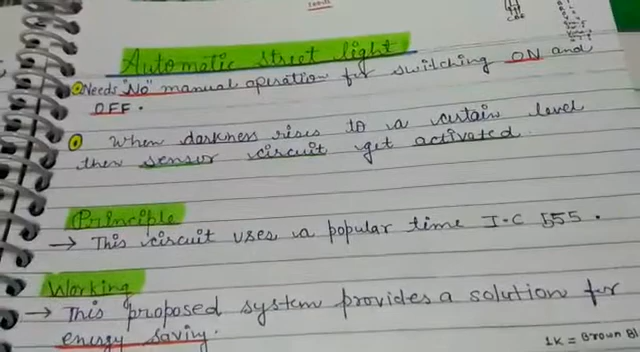 Automatic street light
Needs "No" manual operation for switching ON and
OFF.
When darkness rises to a certain level
then sensor circuit get activated.
Principle
→ This circuit uses a popular time I.C 555.
Working
→ This proposed system provides a solution for
energy saving.
1K = Brown Bl